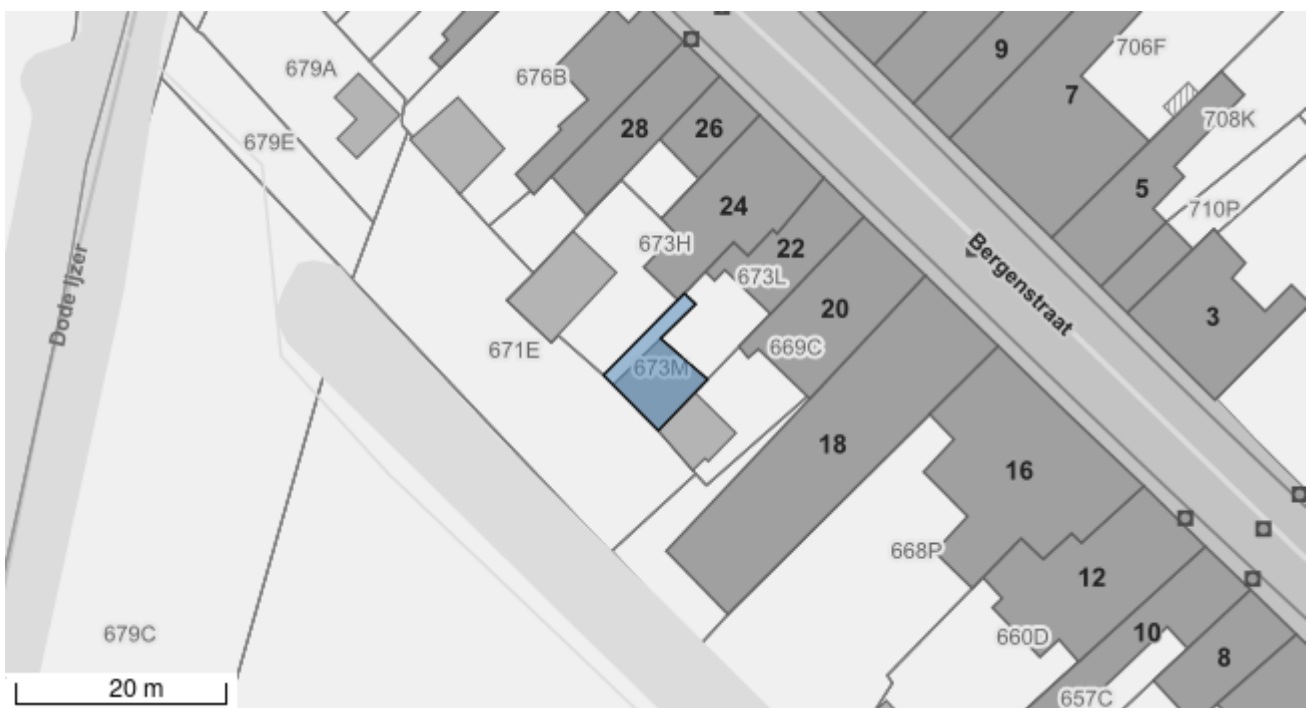 9
706F
679A
676B
7
708K
28
26
679E
5
24
710P
673H
22
Bergenstraat
673L
Dode Ijzer
20
3
671E
669C
673M
18
16
668P
12
679C
660D
10
8
20 m
657C